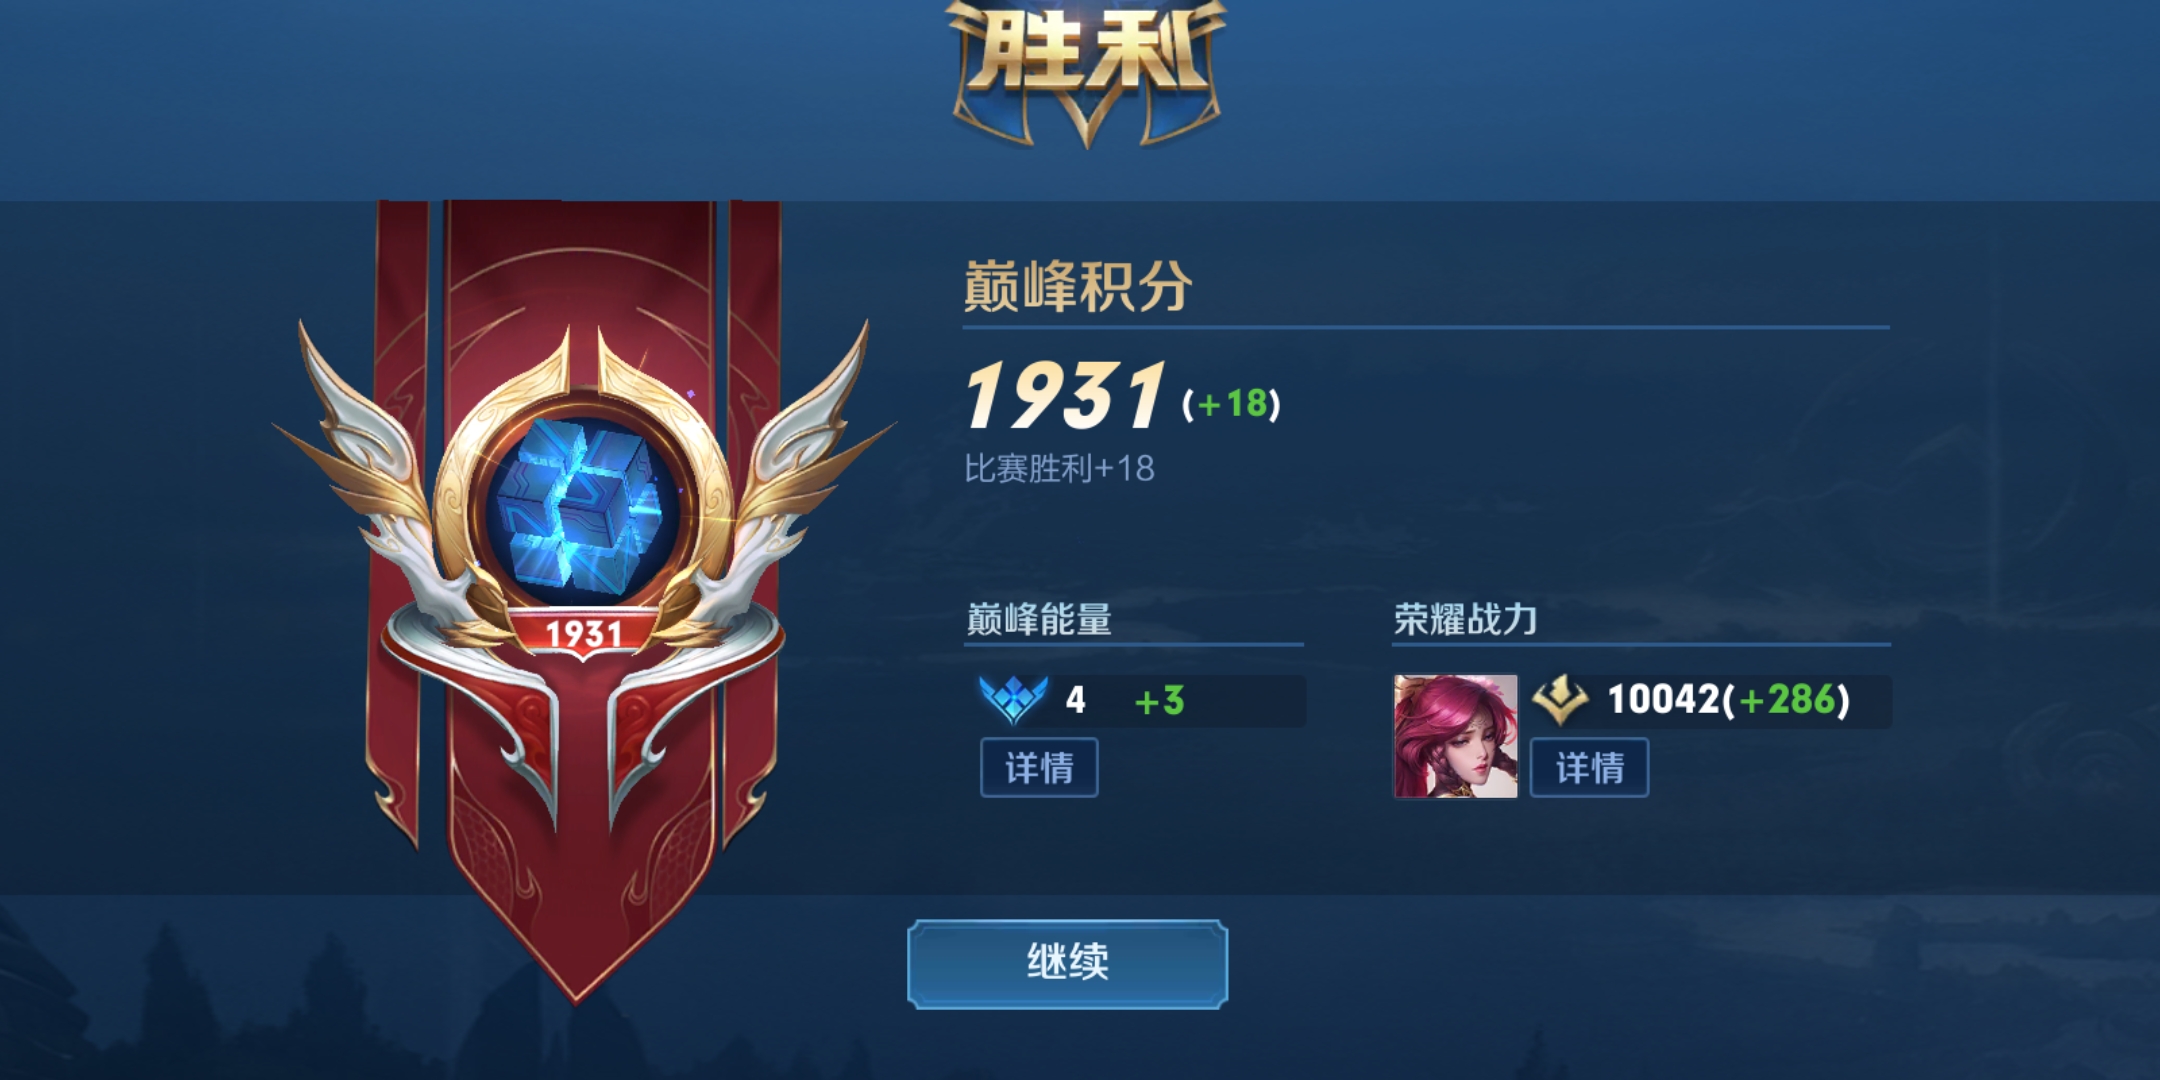 胜利
巅峰积分
1931 (+18)
比赛胜利+18
1931
巅峰能量
4 +3
详情
荣耀战力
10042(+286)
详情
继续